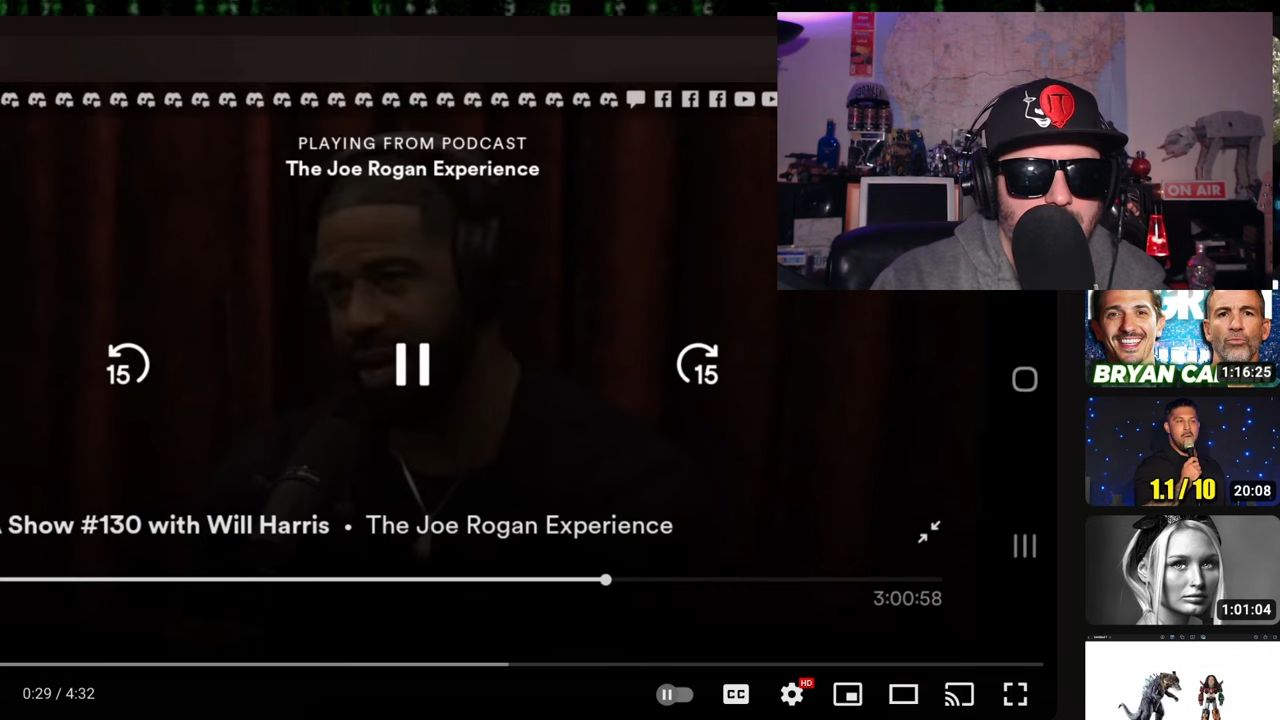 PLAYING FROM PODCAST
The Joe Rogan Experience
15
15
Show #130 with Will Harris • The Joe Rogan Experience
3:00:58
0:29 / 4:32
CC
HD
ON AIR
IT
1:16:25
1.1 / 10
20:08
1:01:04